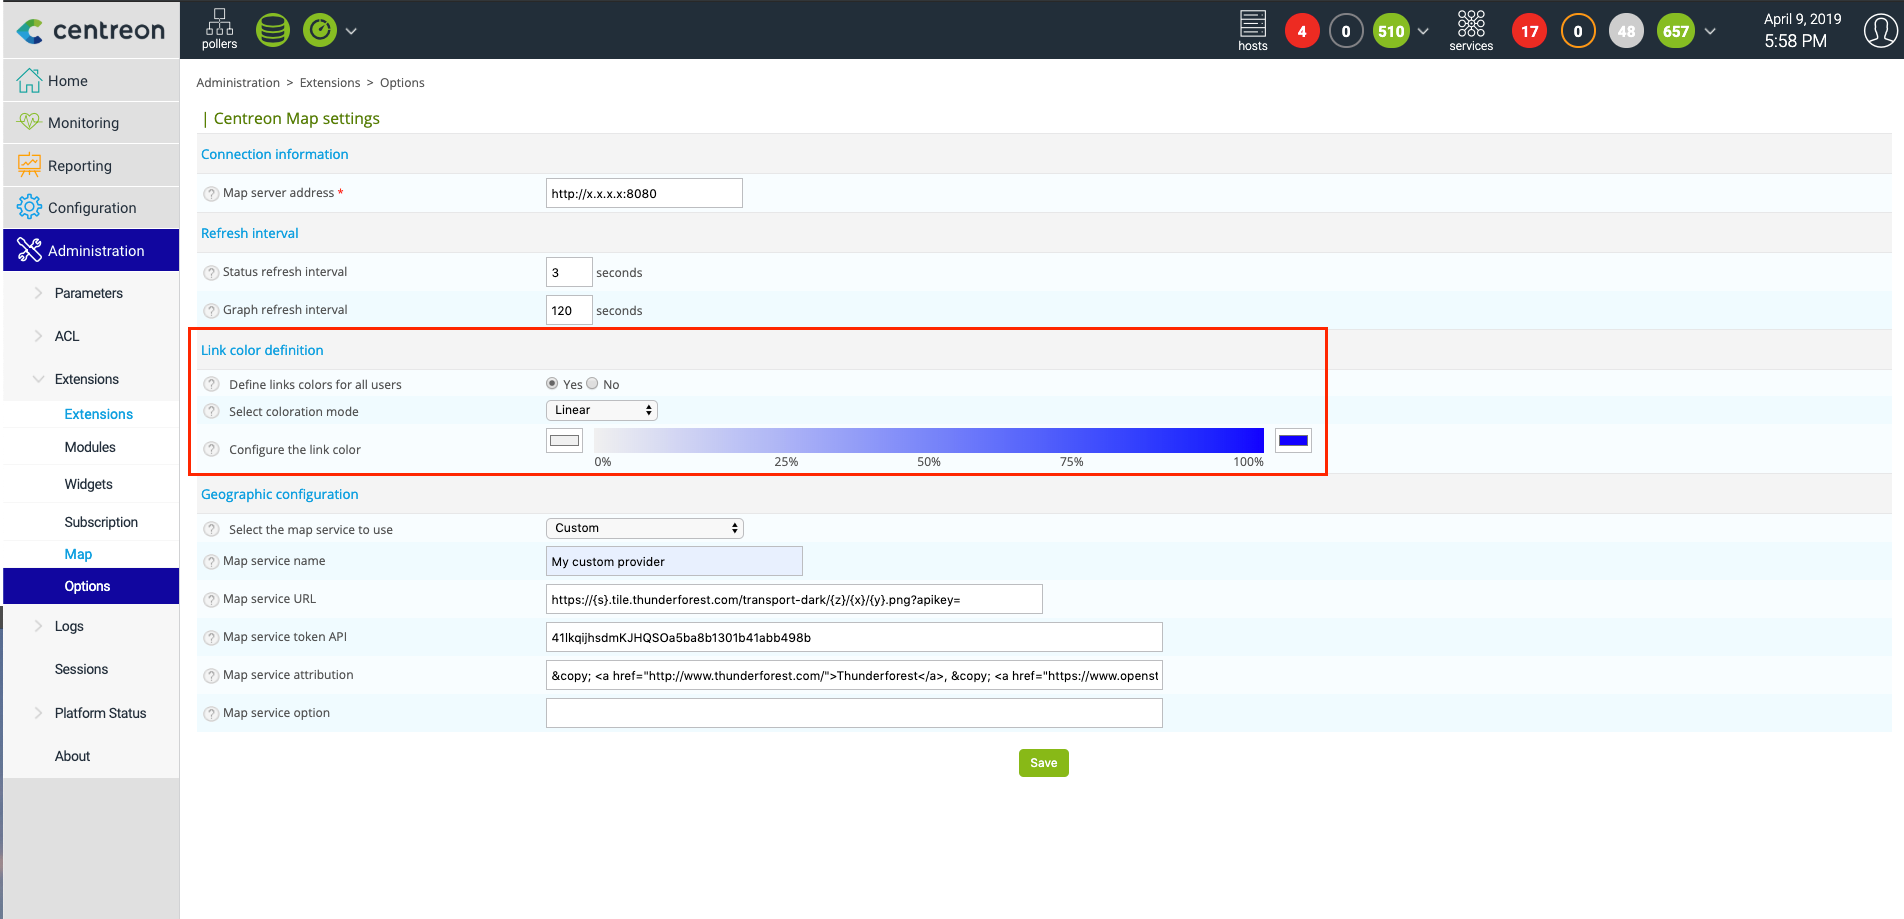 centreon
pollers
hosts
4
0
510
services
17
0
48
657
April 9, 2019
5:58 PM
Home
Monitoring
Reporting
Configuration
Administration
Parameters
ACL
Extensions
Extensions
Modules
Widgets
Subscription
Map
Options
Logs
Sessions
Platform Status
About
Administration > Extensions > Options
| Centreon Map settings
Connection information
? Map server address * http://x.x.x.x:8080
Refresh interval
? Status refresh interval 3 seconds
? Graph refresh interval 120 seconds
Link color definition
? Define links colors for all users Yes No
? Select coloration mode Linear
? Configure the link color
0% 25% 50% 75% 100%
Geographic configuration
? Select the map service to use Custom
? Map service name My custom provider
? Map service URL https://{s}.tile.thunderforest.com/transport-dark/{z}/{x}/{y}.png?apikey=
? Map service token API 41lkqijhsdmKJHQSOa5ba8b1301b41abb498b
? Map service attribution &copy; <a href="http://www.thunderforest.com/">Thunderforest</a>, &copy; <a href="https://www.openst
? Map service option
Save